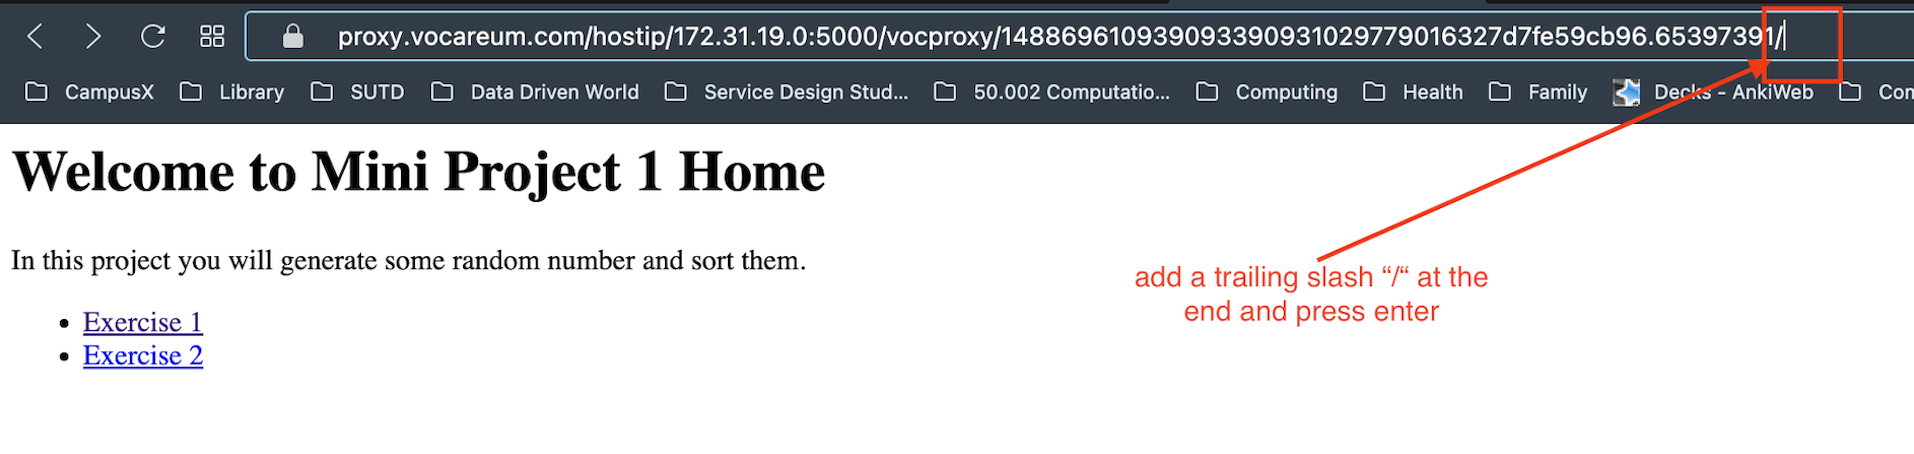 proxy.vocareum.com/hostip/172.31.19.0:5000/vocproxy/14886961093909339093102977901632​7d7fe59cb96.65397391/
CampusX Library SUTD Data Driven World Service Design Stud... 50.002 Computatio... Computing Health Family Decks - AnkiWeb Con
Welcome to Mini Project 1 Home
In this project you will generate some random number and sort them.
Exercise 1
Exercise 2
add a trailing slash “/“ at the
end and press enter